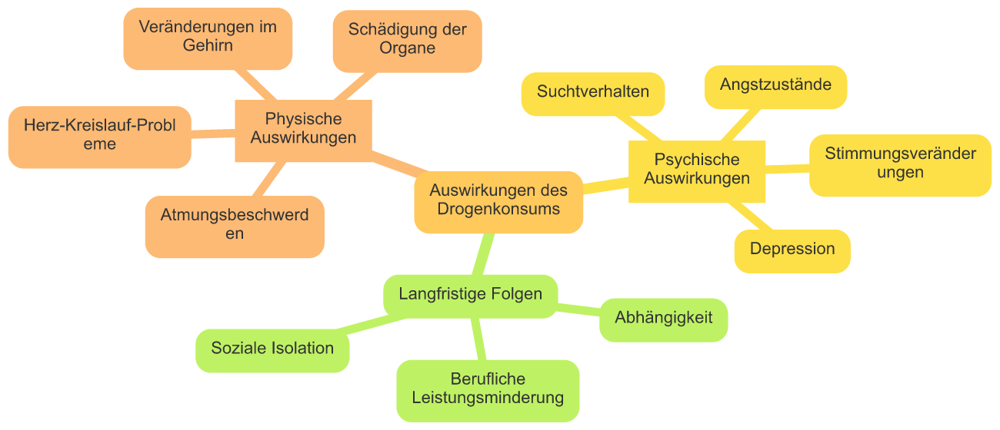 Veränderungen im
Gehirn
Schädigung der
Organe
Herz-Kreislauf-Probl
eme
Physische
Auswirkungen
Atmungsbeschwerd
en
Auswirkungen des
Drogenkonsums
Suchtverhalten
Angstzustände
Psychische
Auswirkungen
Stimmungsveränder
ungen
Depression
Langfristige Folgen
Abhängigkeit
Soziale Isolation
Berufliche
Leistungsminderung